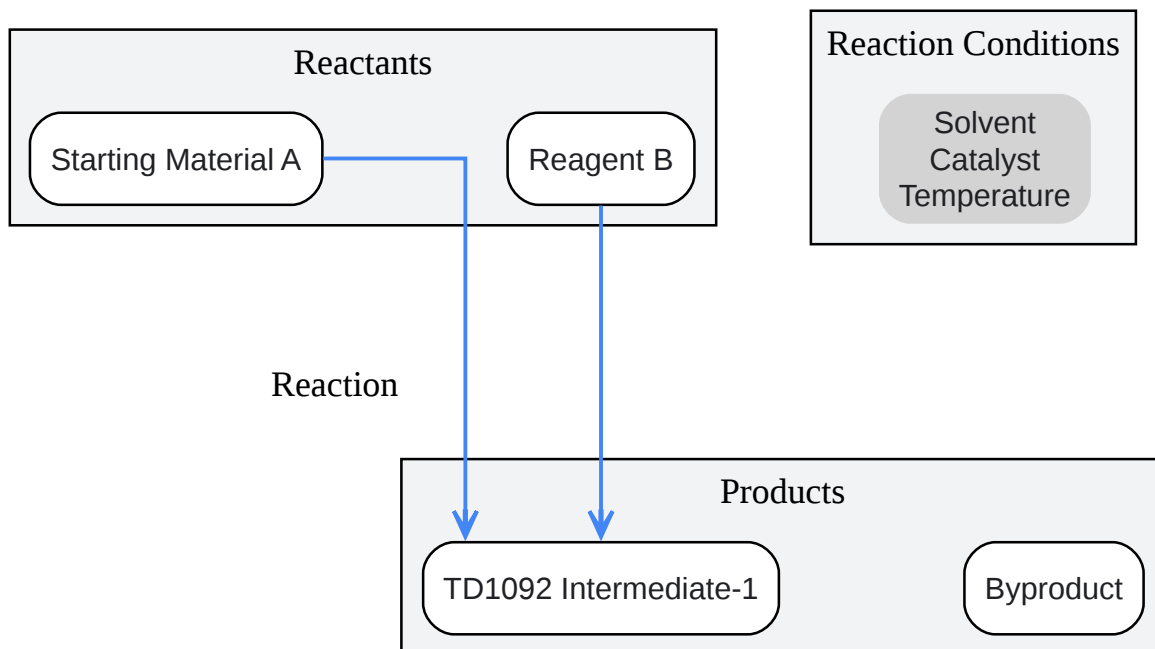 Reactants
Starting Material A
Reagent B
Reaction Conditions
Solvent
Catalyst
Temperature
Reaction
Products
TD1092 Intermediate-1
Byproduct